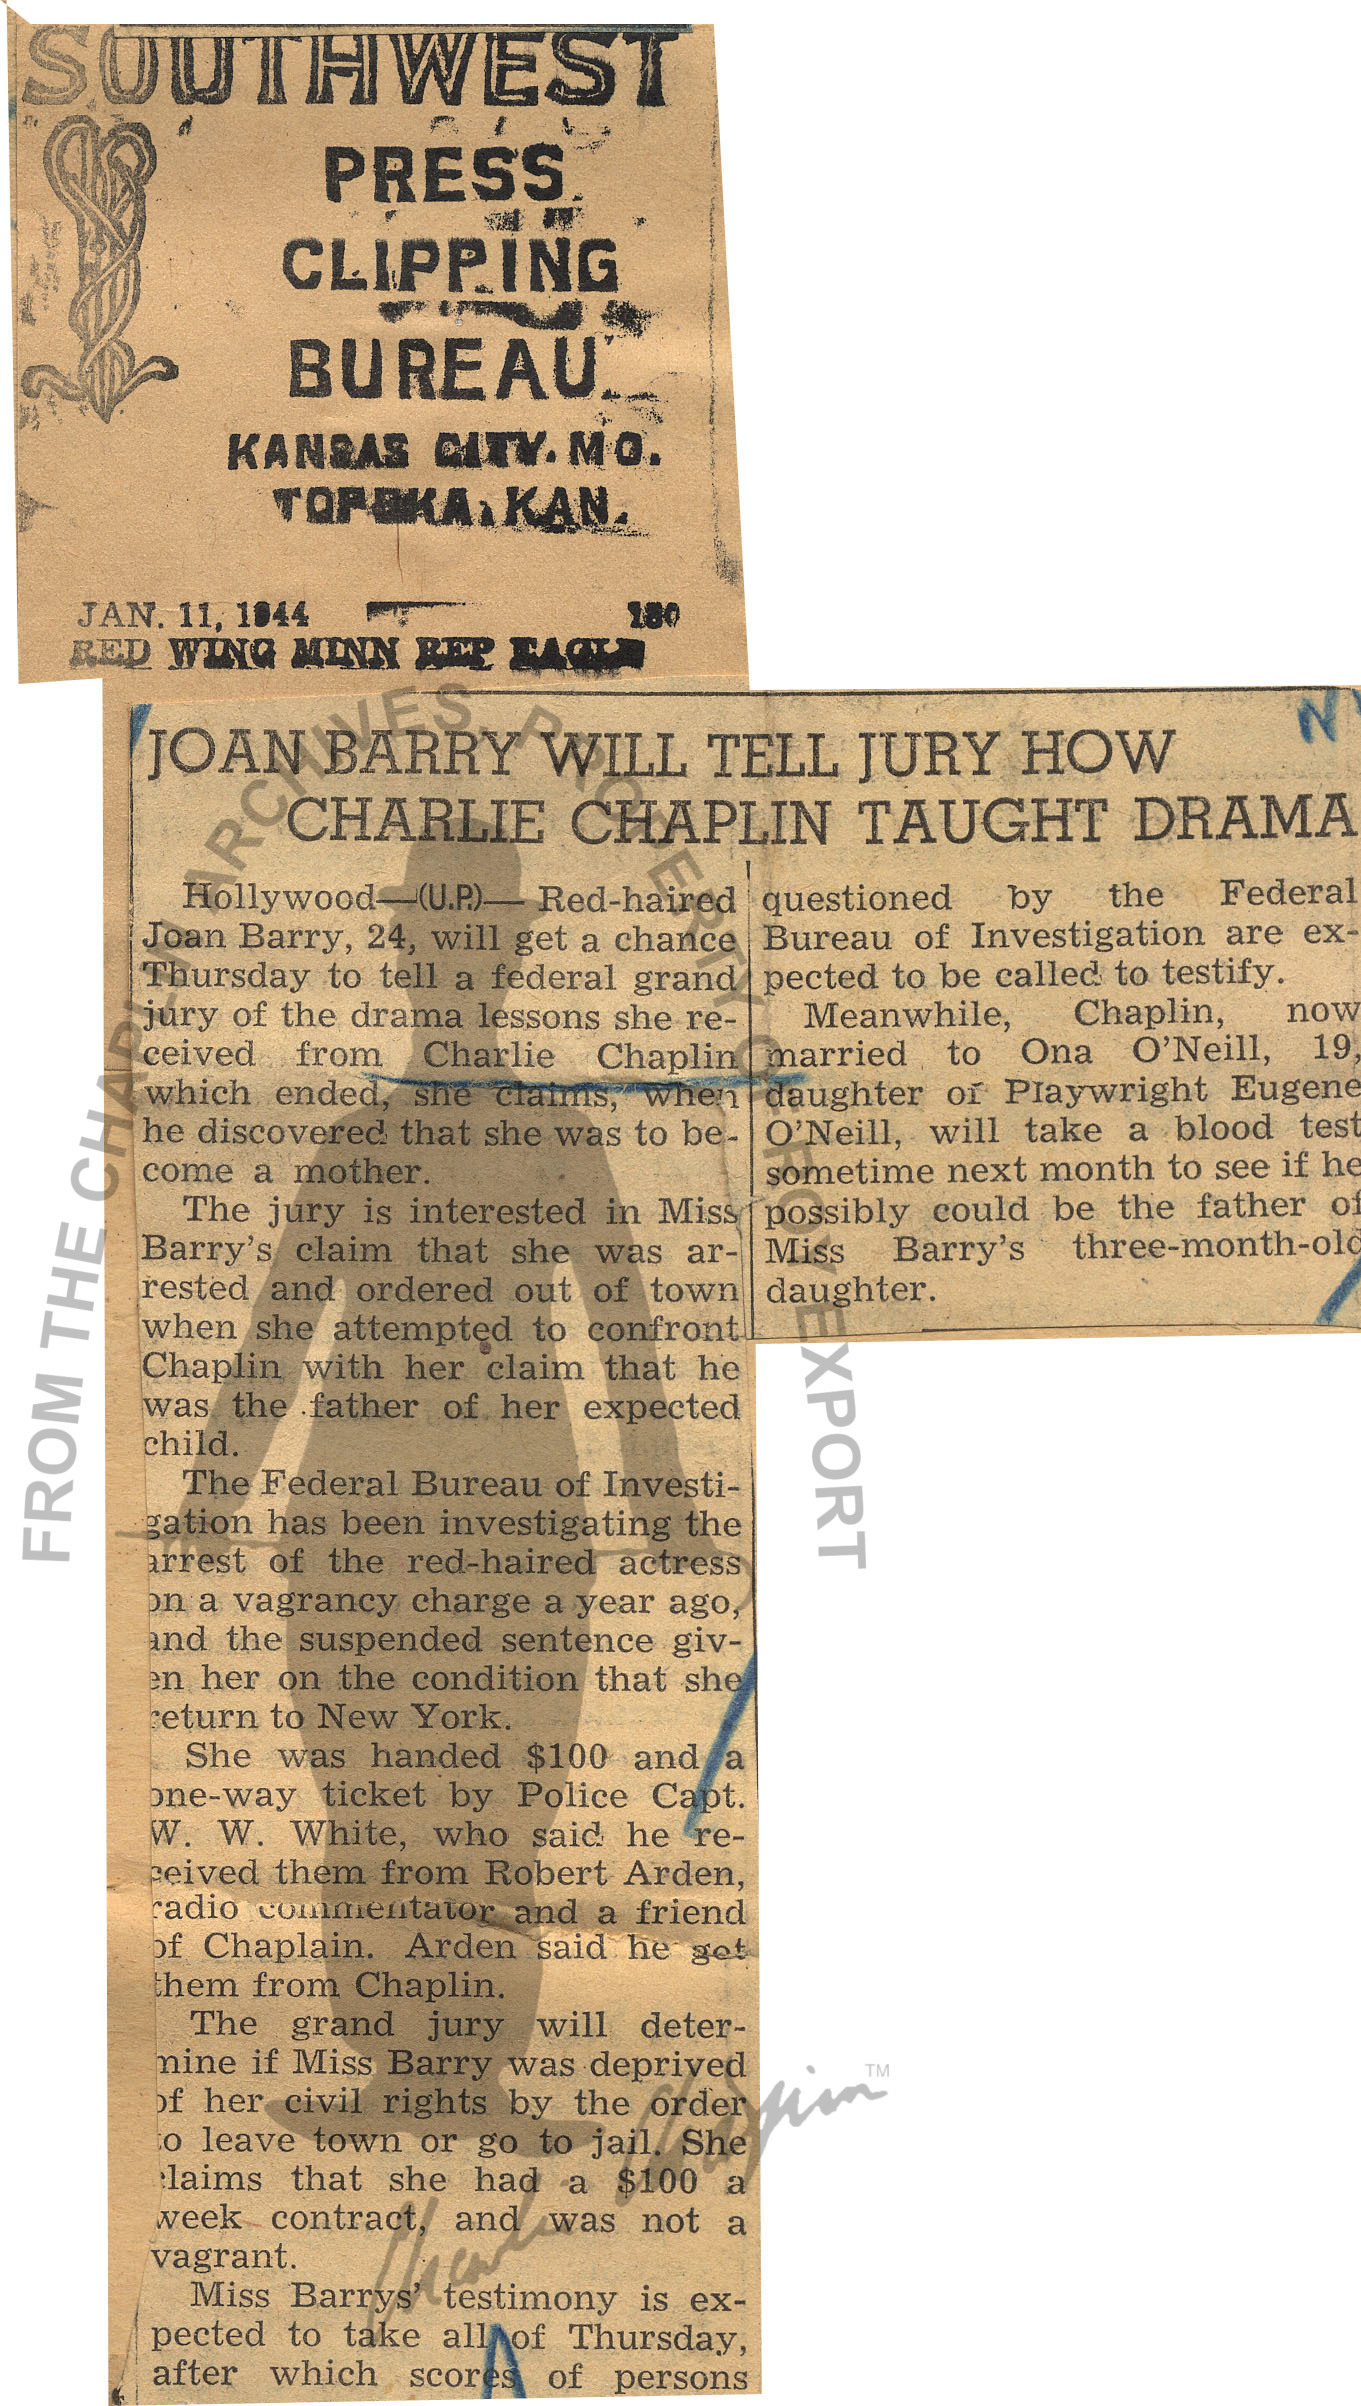 SOUTHWEST
PRESS
CLIPPING
BUREAU
KANSAS CITY. MO.
TOPEKA, KAN.
JAN. 11, 1944 180
RED WING MINN REP EAGLE
JOAN BARRY WILL TELL JURY HOW
CHARLIE CHAPLIN TAUGHT DRAMA
Hollywood—(U.P.)— Red-haired
Joan Barry, 24, will get a chance
Thursday to tell a federal grand
jury of the drama lessons she re-
ceived from Charlie Chaplin
which ended, she claims, when
he discovered that she was to be-
come a mother.
The jury is interested in Miss
Barry's claim that she was ar-
rested and ordered out of town
when she attempted to confront
Chaplin with her claim that he
was the father of her expected
child.
The Federal Bureau of Investi-
gation has been investigating the
arrest of the red-haired actress
on a vagrancy charge a year ago,
and the suspended sentence giv-
en her on the condition that she
return to New York.
She was handed $100 and a
one-way ticket by Police Capt.
W. W. White, who said he re-
ceived them from Robert Arden,
radio commentator and a friend
of Chaplain. Arden said he got
them from Chaplin.
The grand jury will deter-
mine if Miss Barry was deprived
of her civil rights by the order
to leave town or go to jail. She
claims that she had a $100 a
week contract, and was not a
vagrant.
Miss Barrys' testimony is ex-
pected to take all of Thursday,
after which scores of persons
questioned by the Federal
Bureau of Investigation are ex-
pected to be called to testify.
Meanwhile, Chaplin, now
married to Ona O'Neill, 19,
daughter of Playwright Eugene
O'Neill, will take a blood test
sometime next month to see if he
possibly could be the father of
Miss Barry's three-month-old
daughter.
FROM THE CHAPLIN ARCHIVES. PROPERTY OF ROY EXPORT
Charlie Chaplin ™